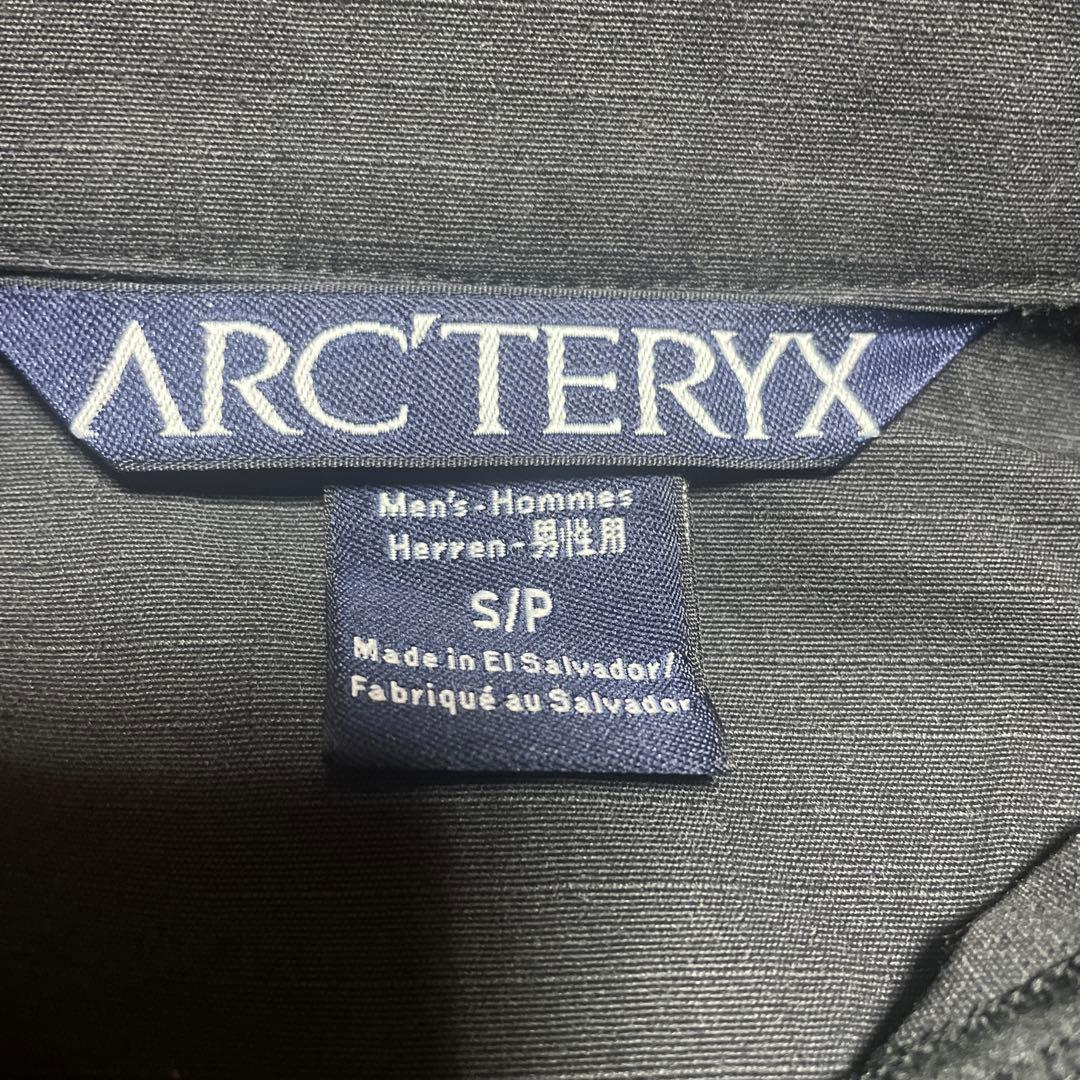 ARC'TERYX
Men's-Hommes
Herren-男性用
S/P
Made in El Salvador/
Fabriqué au Salvador